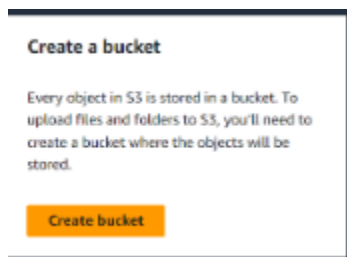 Create a bucket
Every object in S3 is stored in a bucket. To
upload files and folders to S3, you'll need to
create a bucket where the objects will be
stored.
Create bucket